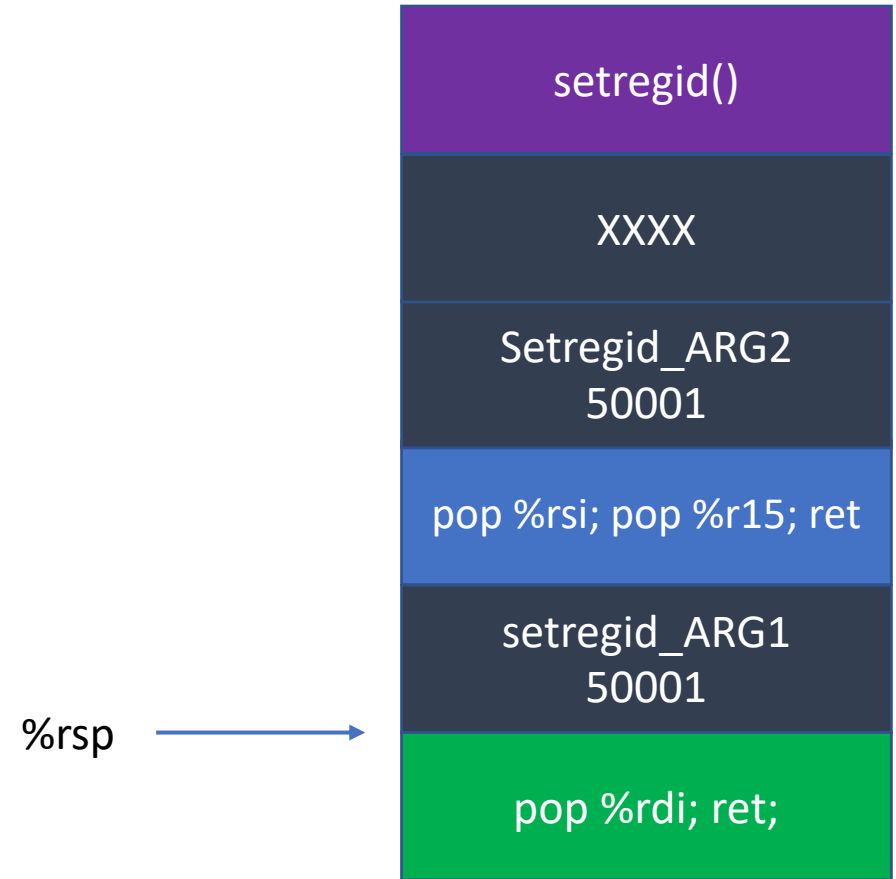 setregid()
XXXX
Setregid_ARG2
50001
pop %rsi; pop %r15; ret
setregid_ARG1
50001
%rsp
pop %rdi; ret;